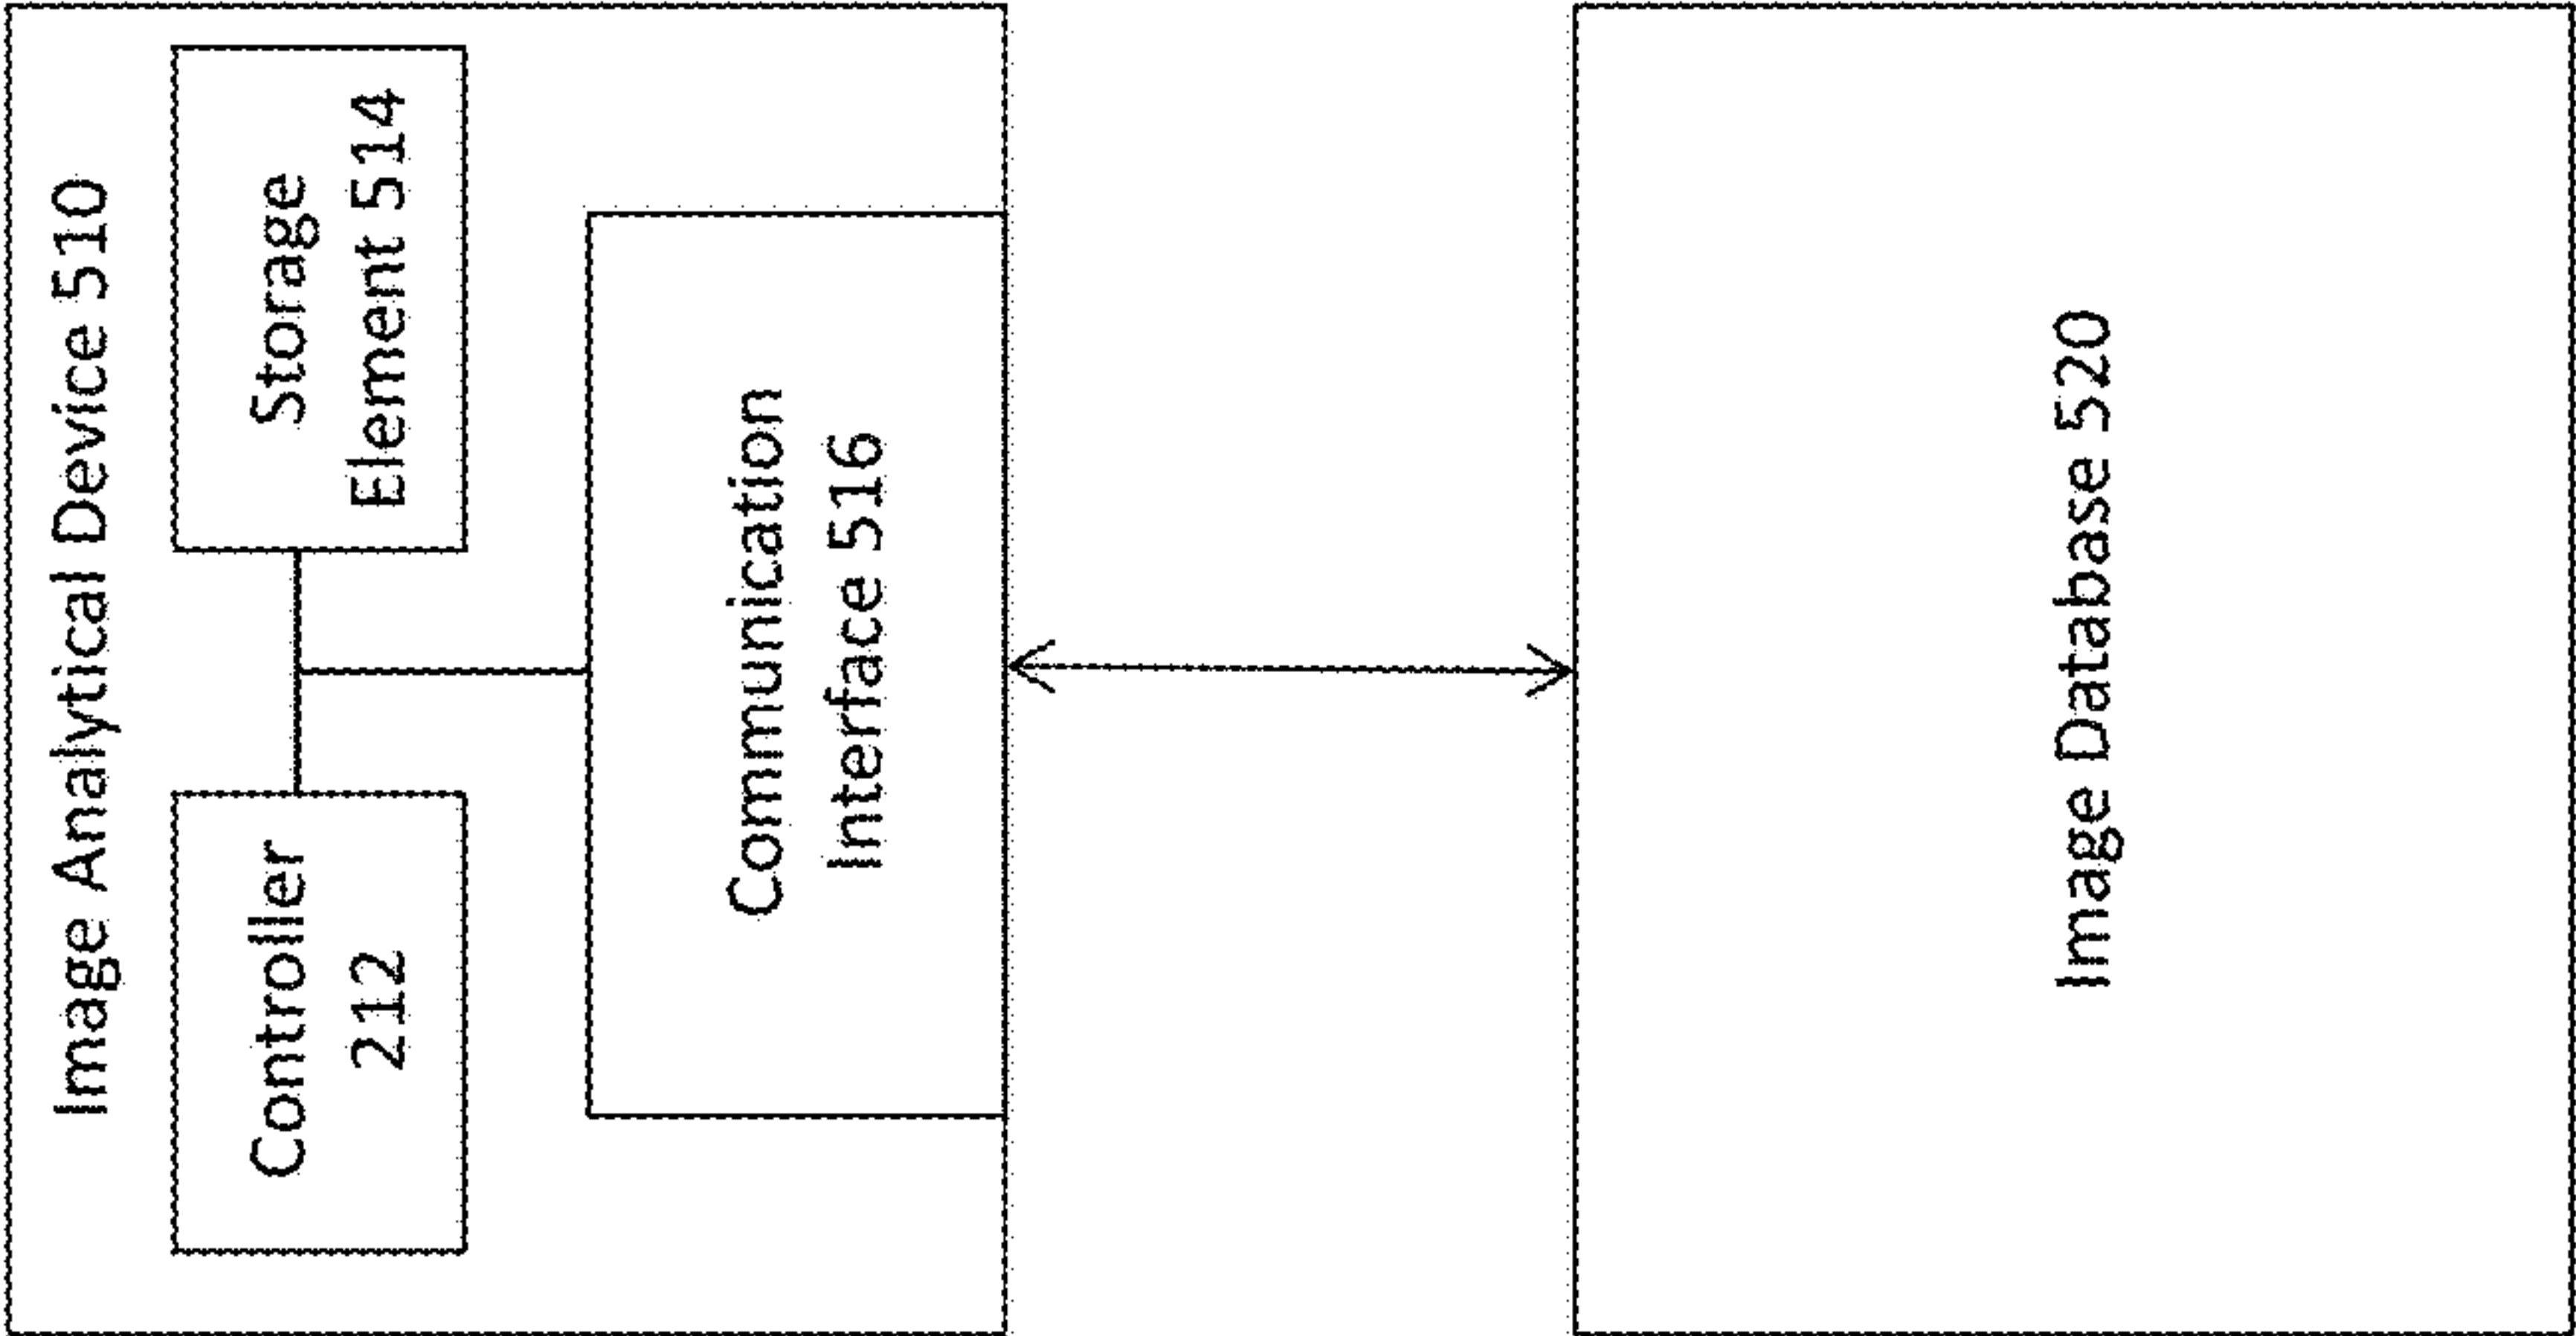 Image Analytical Device 510
Controller
212
Storage
Element 514
Communication
Interface 516
Image Database 520